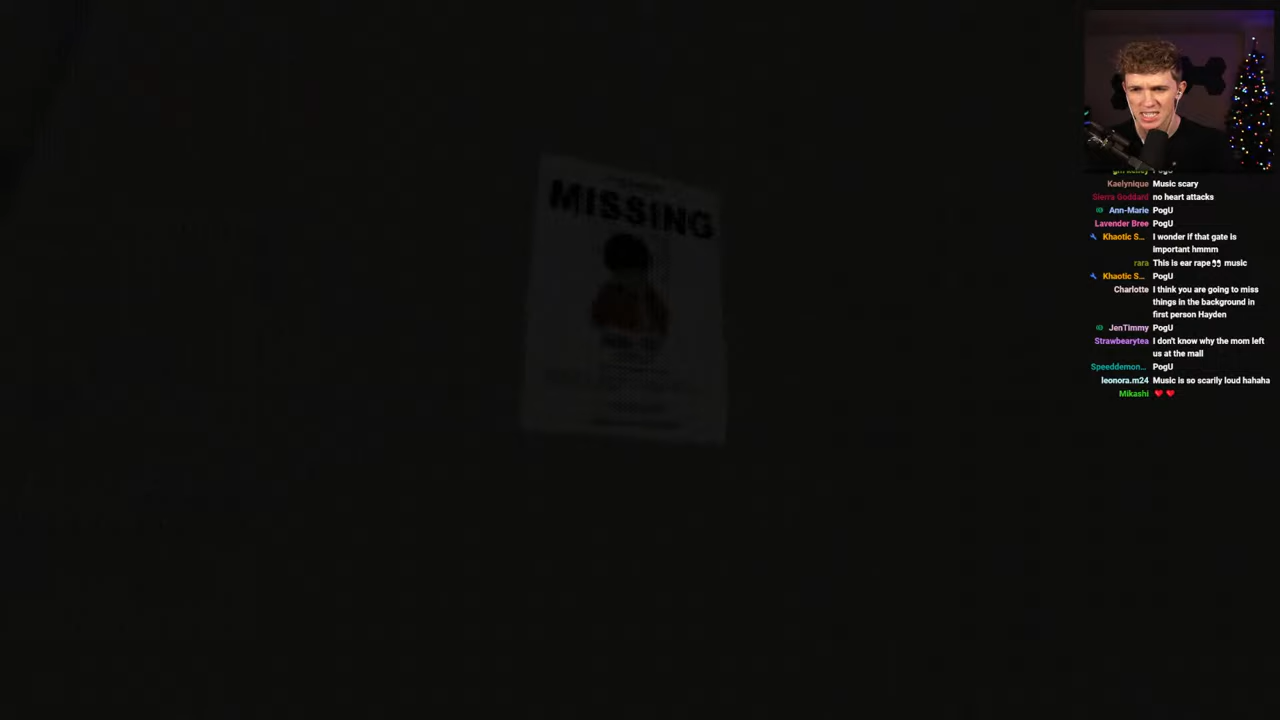 MISSING
PogU
Kaelynique Music scary
Sierra Goddard no heart attacks
Ann-Marie PogU
Lavender Bree PogU
Khaotic S... I wonder if that gate is
important hmmm
rara This is ear rape👀 music
Khaotic S... PogU
Charlotte I think you are going to miss
things in the background in
first person Hayden
JenTimmy PogU
Strawbearytea I don't know why the mom left
us at the mall
Speeddemon... PogU
leonora.m24 Music is so scarily loud hahaha
Mikashi ❤️ ❤️